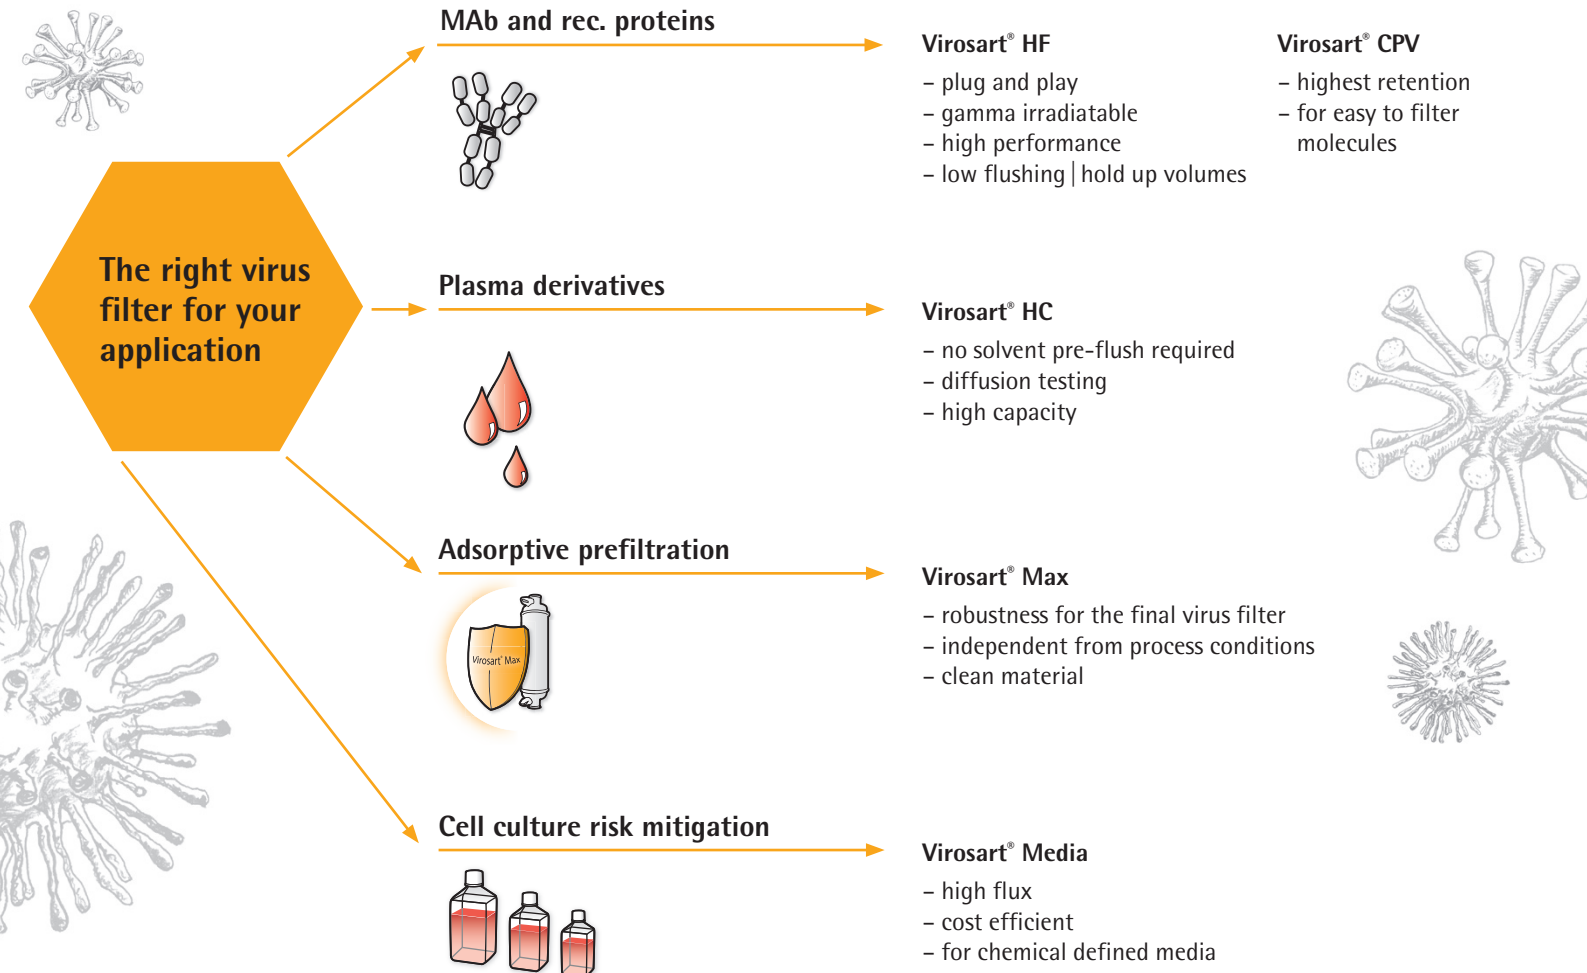 The right virus
filter for your
application
MAb and rec. proteins
Virosart® HF
– plug and play
– gamma irradiatable
– high performance
– low flushing | hold up volumes
Virosart® CPV
– highest retention
– for easy to filter
molecules
Plasma derivatives
Virosart® HC
– no solvent pre-flush required
– diffusion testing
– high capacity
Adsorptive prefiltration
Virosart® Max
Virosart® Max
– robustness for the final virus filter
– independent from process conditions
– clean material
Cell culture risk mitigation
Virosart® Media
– high flux
– cost efficient
– for chemical defined media